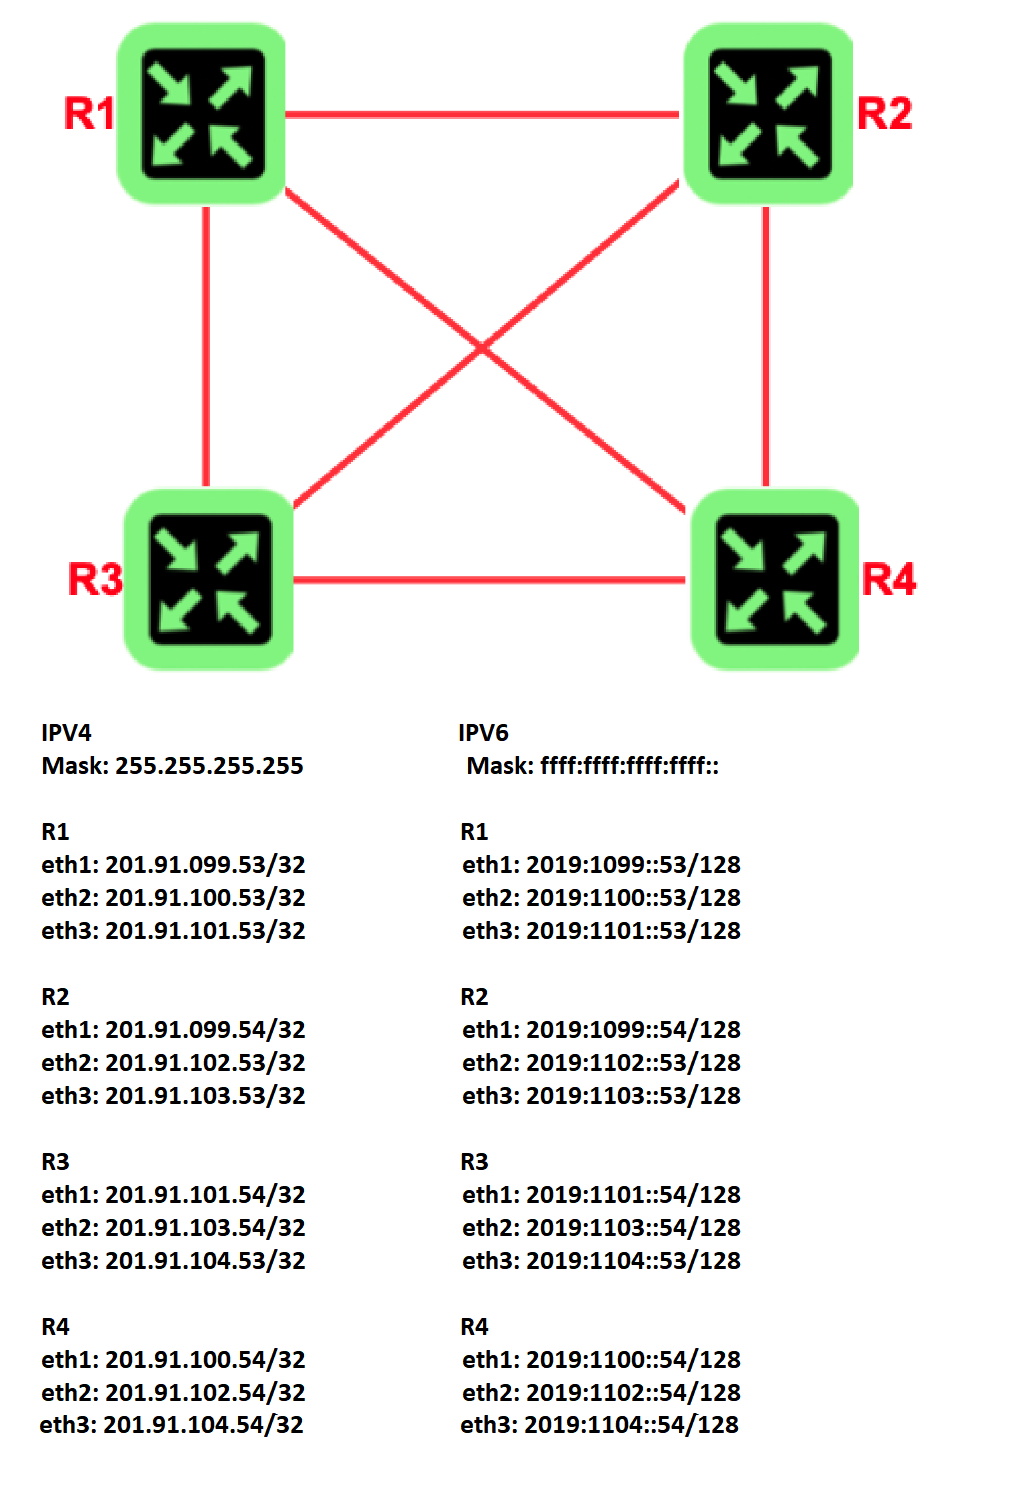 R1
R2
R3
R4
IPV4
Mask: 255.255.255.255
R1
eth1: 201.91.099.53/32
eth2: 201.91.100.53/32
eth3: 201.91.101.53/32
R2
eth1: 201.91.099.54/32
eth2: 201.91.102.53/32
eth3: 201.91.103.53/32
R3
eth1: 201.91.101.54/32
eth2: 201.91.103.54/32
eth3: 201.91.104.53/32
R4
eth1: 201.91.100.54/32
eth2: 201.91.102.54/32
eth3: 201.91.104.54/32
IPV6
Mask: ffff:ffff:ffff:ffff::
R1
eth1: 2019:1099::53/128
eth2: 2019:1100::53/128
eth3: 2019:1101::53/128
R2
eth1: 2019:1099::54/128
eth2: 2019:1102::53/128
eth3: 2019:1103::53/128
R3
eth1: 2019:1101::54/128
eth2: 2019:1103::54/128
eth3: 2019:1104::53/128
R4
eth1: 2019:1100::54/128
eth2: 2019:1102::54/128
eth3: 2019:1104::54/128